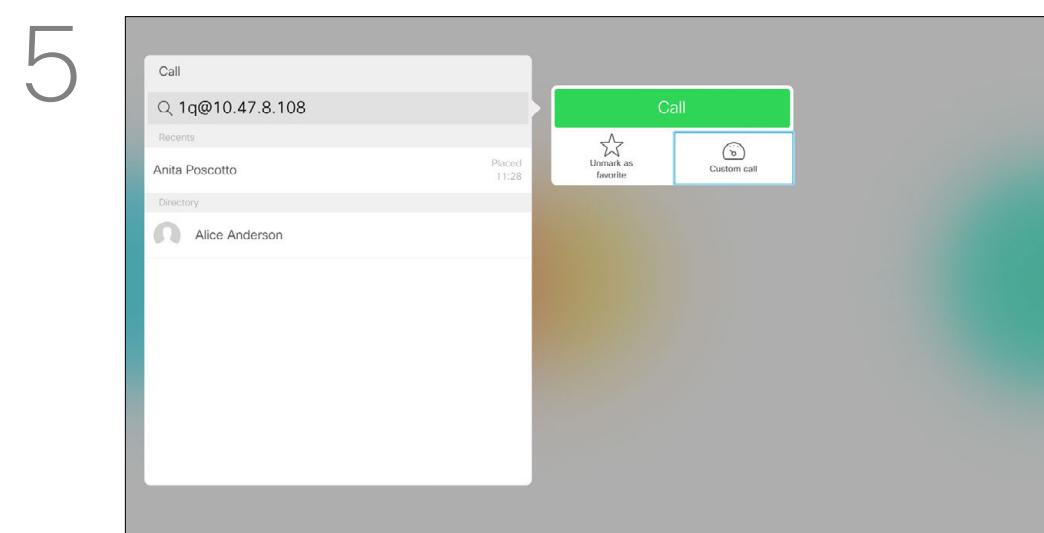 5
Call
1q@10.47.8.108
Recents
Anita Poscotto
Placed
11:28
Directory
Alice Anderson
Call
Unmark as
favorite
Custom call